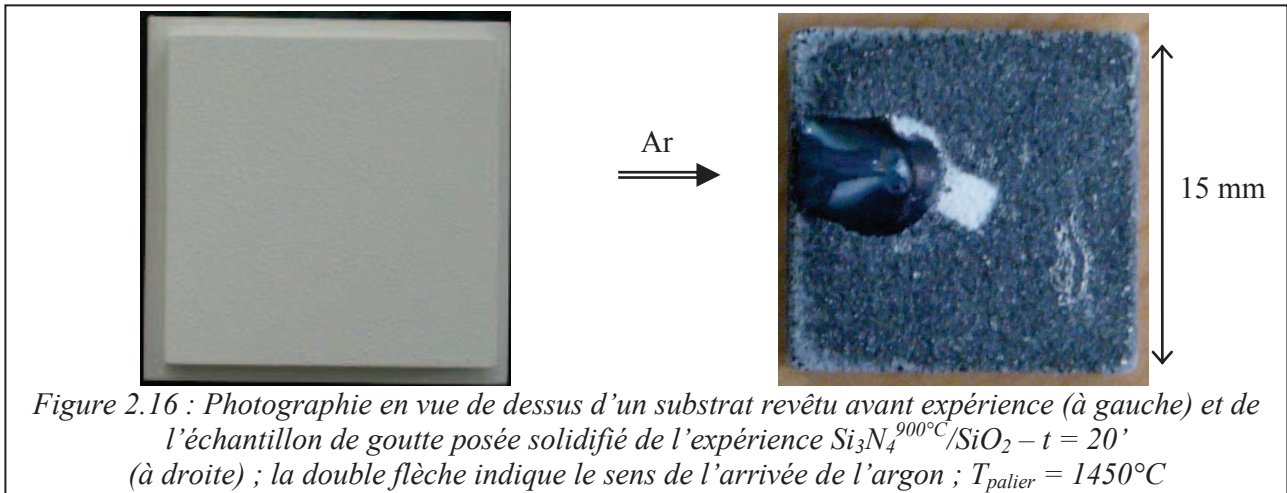 Ar
15 mm
Figure 2.16 : Photographie en vue de dessus d'un substrat revêtu avant expérience (à gauche) et de
l'échantillon de goutte posée solidifié de l'expérience Si₃N₄⁹⁰⁰°ᶜ/SiO₂ – t = 20'
(à droite) ; la double flèche indique le sens de l'arrivée de l'argon ; Tpalier = 1450°C